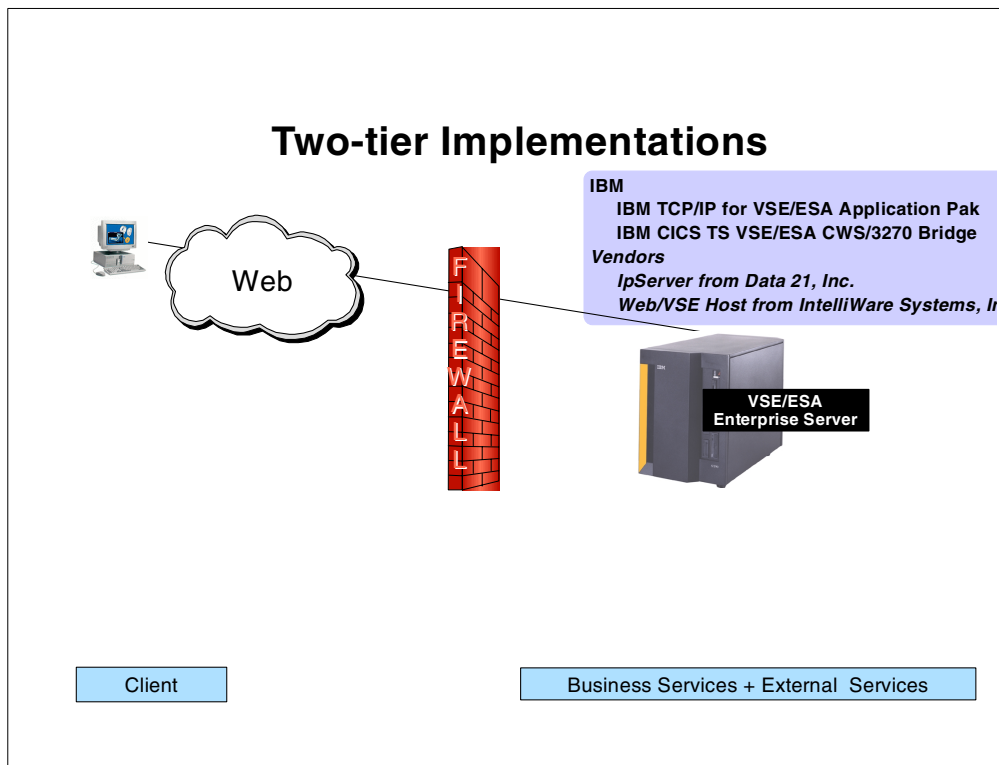 Two-tier Implementations
IBM
IBM TCP/IP for VSE/ESA Application Pak
IBM CICS TS VSE/ESA CWS/3270 Bridge
Vendors
IpServer from Data 21, Inc.
Web/VSE Host from IntelliWare Systems, In
Web
FIREWALL
IBM
VSE/ESA
Enterprise Server
Client
Business Services + External Services